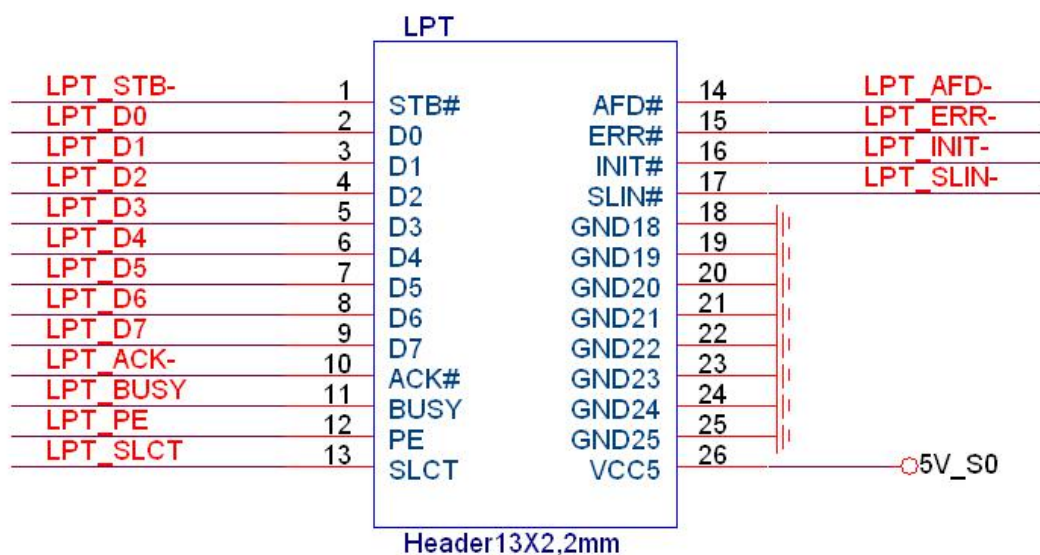 LPT
LPT_STB- 1 STB# AFD# 14 LPT_AFD-
LPT_D0 2 D0 ERR# 15 LPT_ERR-
LPT_D1 3 D1 INIT# 16 LPT_INIT-
LPT_D2 4 D2 SLIN# 17 LPT_SLIN-
LPT_D3 5 D3 GND18 18
LPT_D4 6 D4 GND19 19
LPT_D5 7 D5 GND20 20
LPT_D6 8 D6 GND21 21
LPT_D7 9 D7 GND22 22
LPT_ACK- 10 ACK# GND23 23
LPT_BUSY 11 BUSY GND24 24
LPT_PE 12 PE GND25 25
LPT_SLCT 13 SLCT VCC5 26 5V_S0
Header13X2,2mm